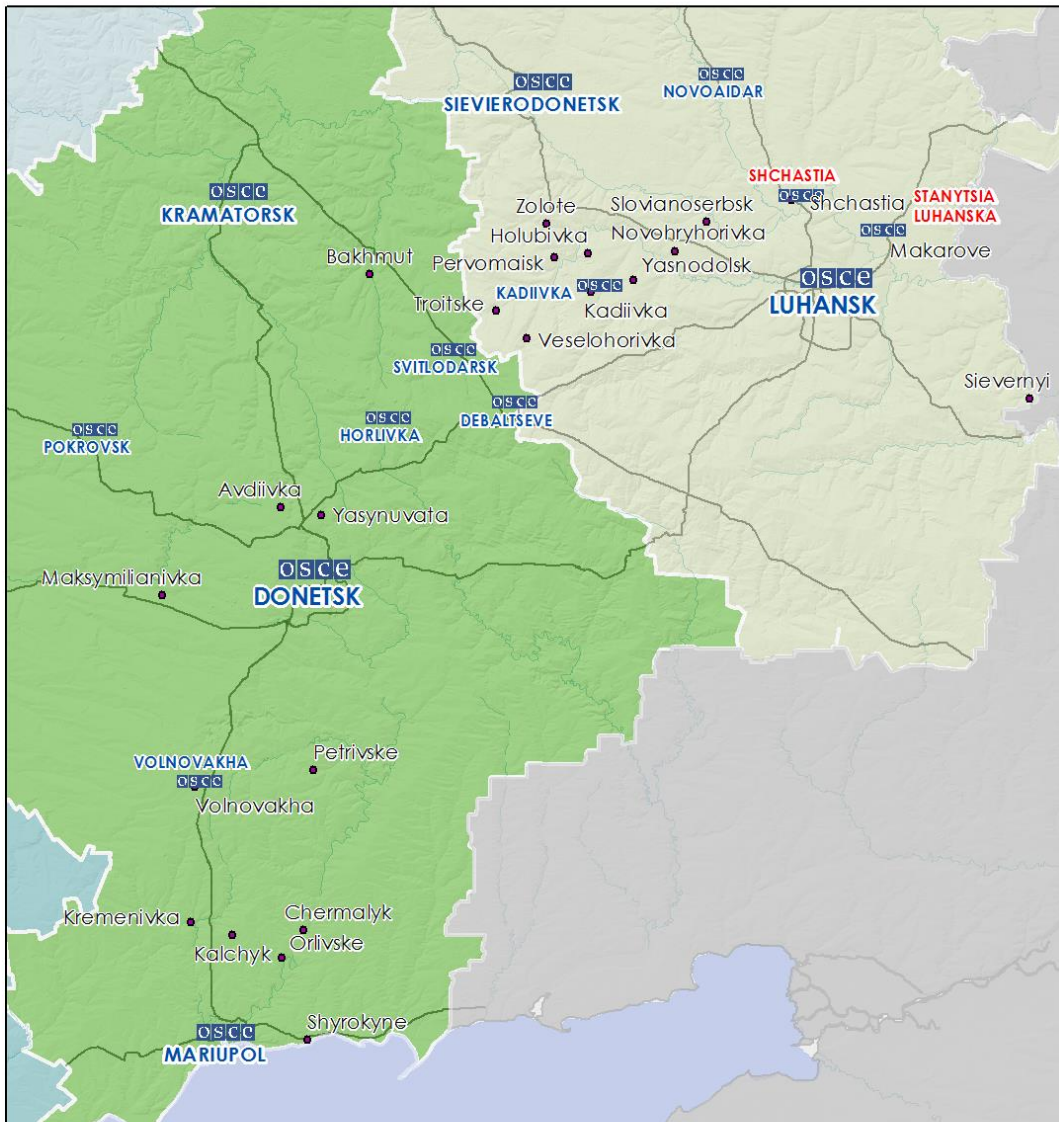 osce
SIEVIERODONETSK
osce
NOVOAIDAR
osce
KRAMATORSK
SHCHASTIA
osce
Shchastia
STANYTSIA
LUHANSKA
osce
Makarove
Zolote
Slovianoserbsk
Holubivka
Novohryhorivka
Pervomaisk
Yasnodolsk
Bakhmut
KADIIVKA
osce
Kadiivka
osce
LUHANSK
Troitske
Veselohorivka
osce
SVITLODARSK
Sievernyi
osce
DEBALTSEVE
osce
HORLIVKA
osce
POKROVSK
Avdiivka
Yasynuvata
osce
DONETSK
Maksymilianivka
Petrivske
VOLNOVAKHA
osce
Volnovakha
Kremenivka
Chermalyk
Kalchyk
Orlivske
Shyrokyne
osce
MARIUPOL